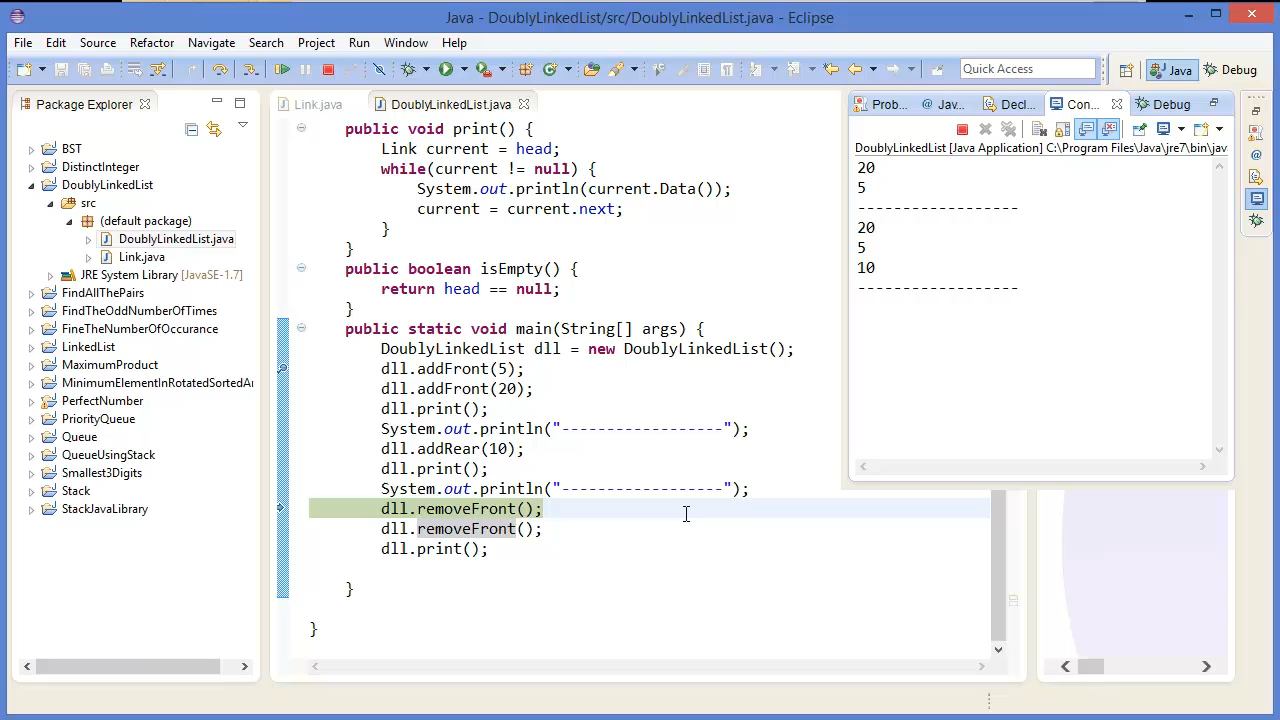 Java - DoublyLinkedList/src/DoublyLinkedList.java - Eclipse
File Edit Source Refactor Navigate Search Project Run Window Help
Quick Access
Java
Debug
Package Explorer
BST
DistinctInteger
DoublyLinkedList
src
(default package)
DoublyLinkedList.java
Link.java
JRE System Library [JavaSE-1.7]
FindAllThePairs
FindTheOddNumberOfTimes
FineTheNumberOfOccurance
LinkedList
MaximumProduct
MinimumElementInRotatedSortedAr
PerfectNumber
PriorityQueue
Queue
QueueUsingStack
Smallest3Digits
Stack
StackJavaLibrary
Link.java
DoublyLinkedList.java
public void print() {
Link current = head;
while(current != null) {
System.out.println(current.Data());
current = current.next;
}
}
public boolean isEmpty() {
return head == null;
}
public static void main(String[] args) {
DoublyLinkedList dll = new DoublyLinkedList();
dll.addFront(5);
dll.addFront(20);
dll.print();
System.out.println("------------------");
dll.addRear(10);
dll.print();
System.out.println("------------------");
dll.removeFront();
dll.removeFront();
dll.print();
}
}
Prob... Jav... Decl... Con... Debug
DoublyLinkedList [Java Application] C:\Program Files\Java\jre7\bin\jav
20
5
------------------
20
5
10
------------------